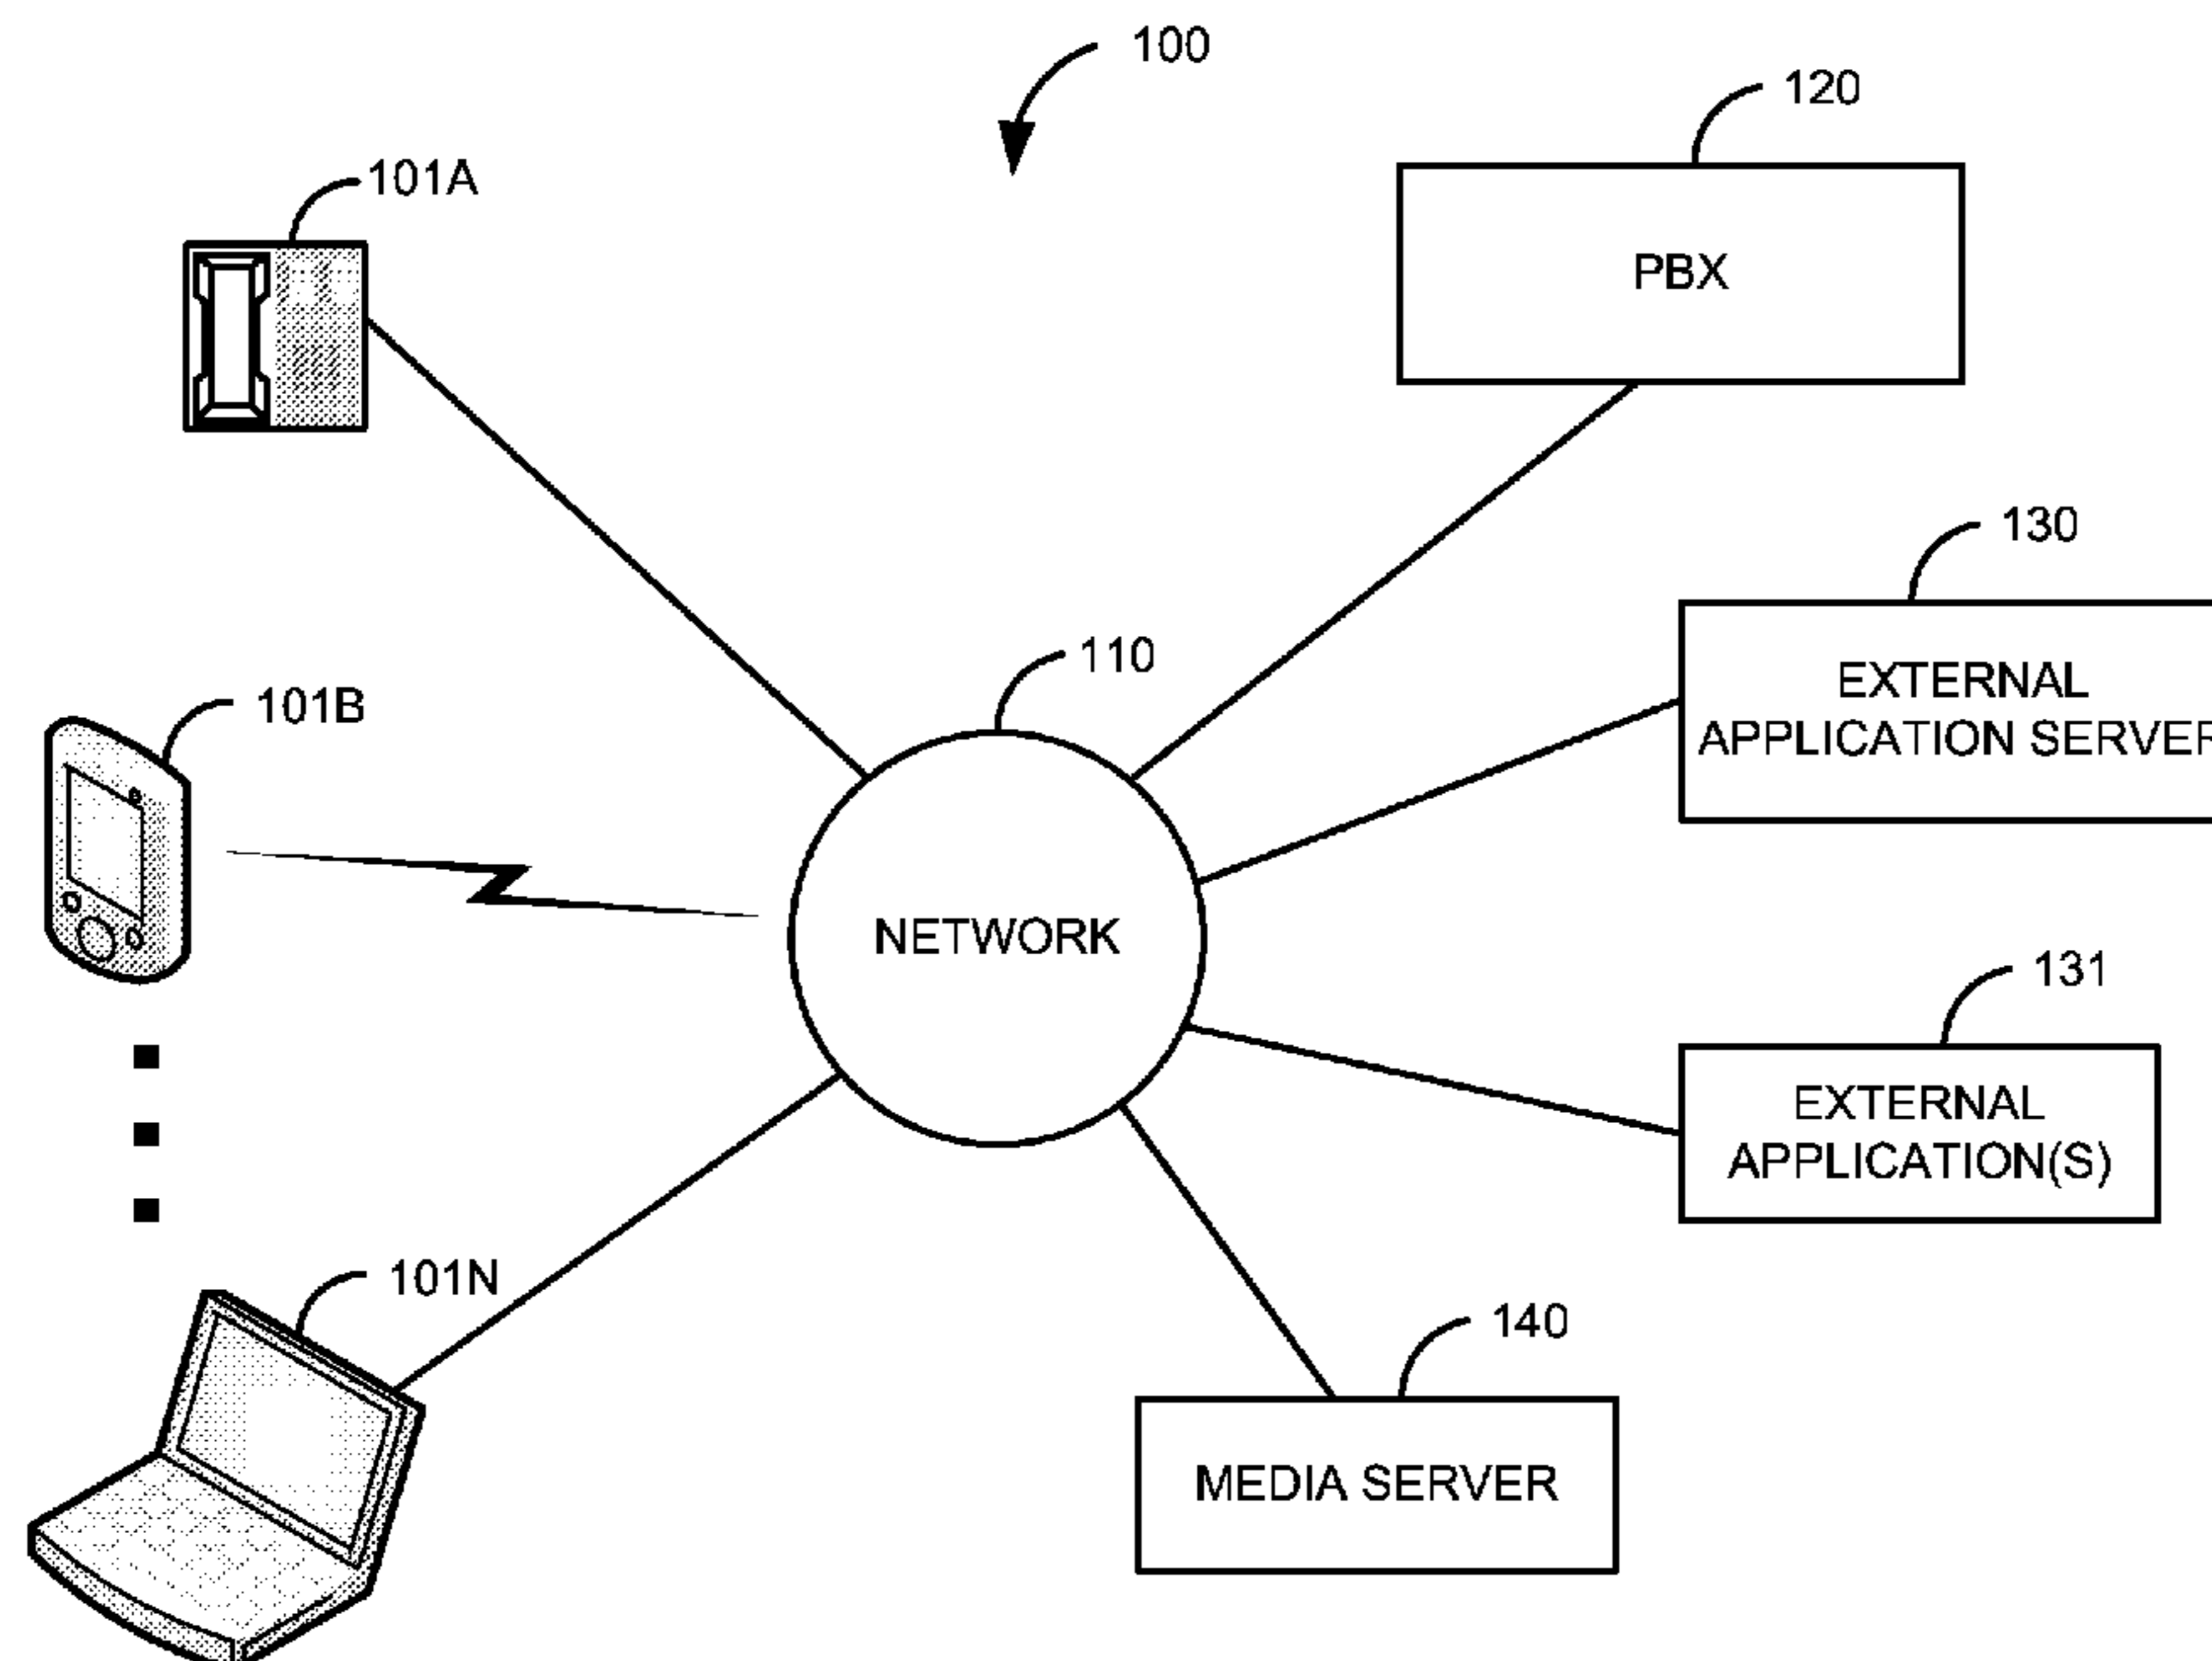 100
120
101A
PBX
130
110
EXTERNAL
APPLICATION SERVER
101B
NETWORK
131
EXTERNAL
APPLICATION(S)
101N
140
MEDIA SERVER